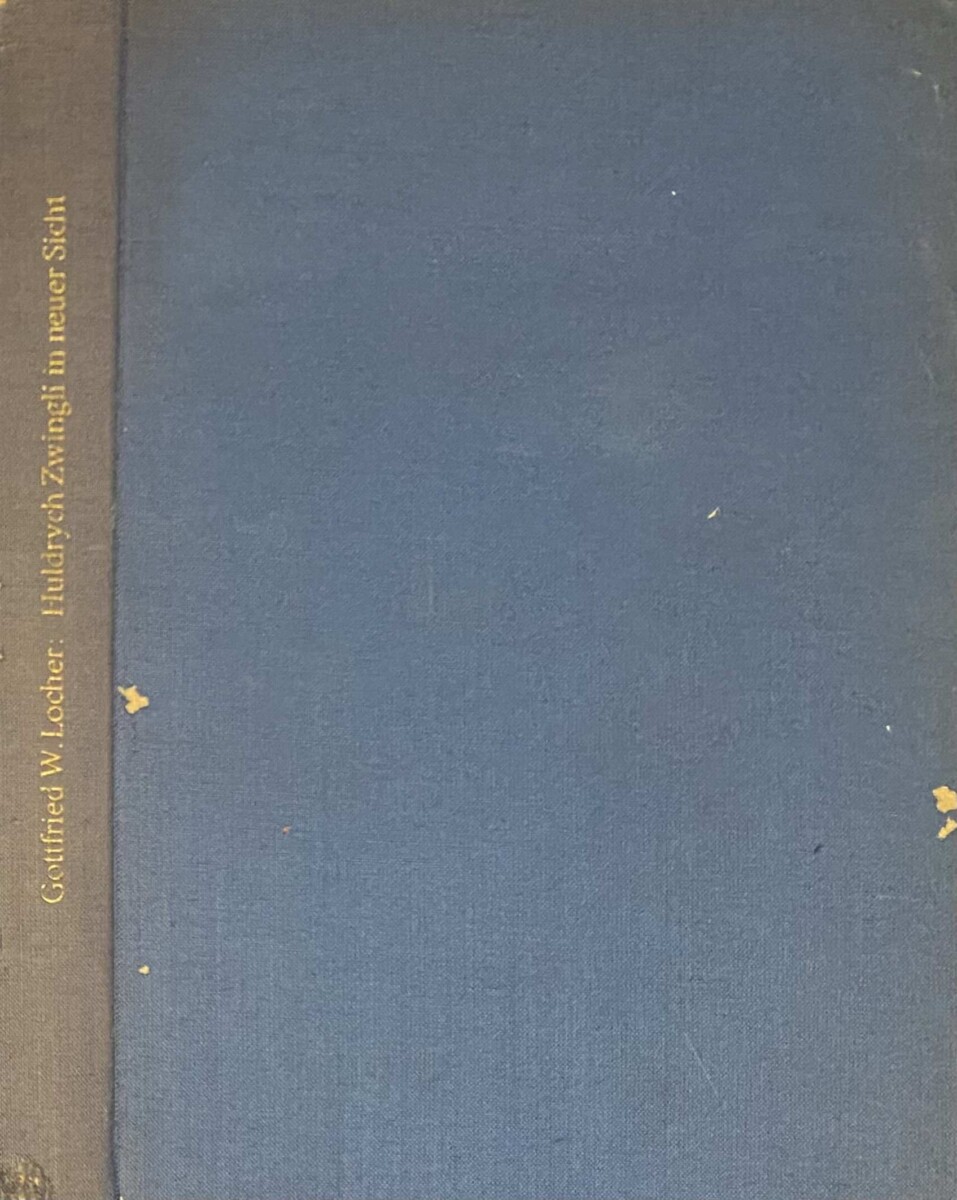 Gottfried W. Locher: Huldrych Zwingli in neuer Sicht